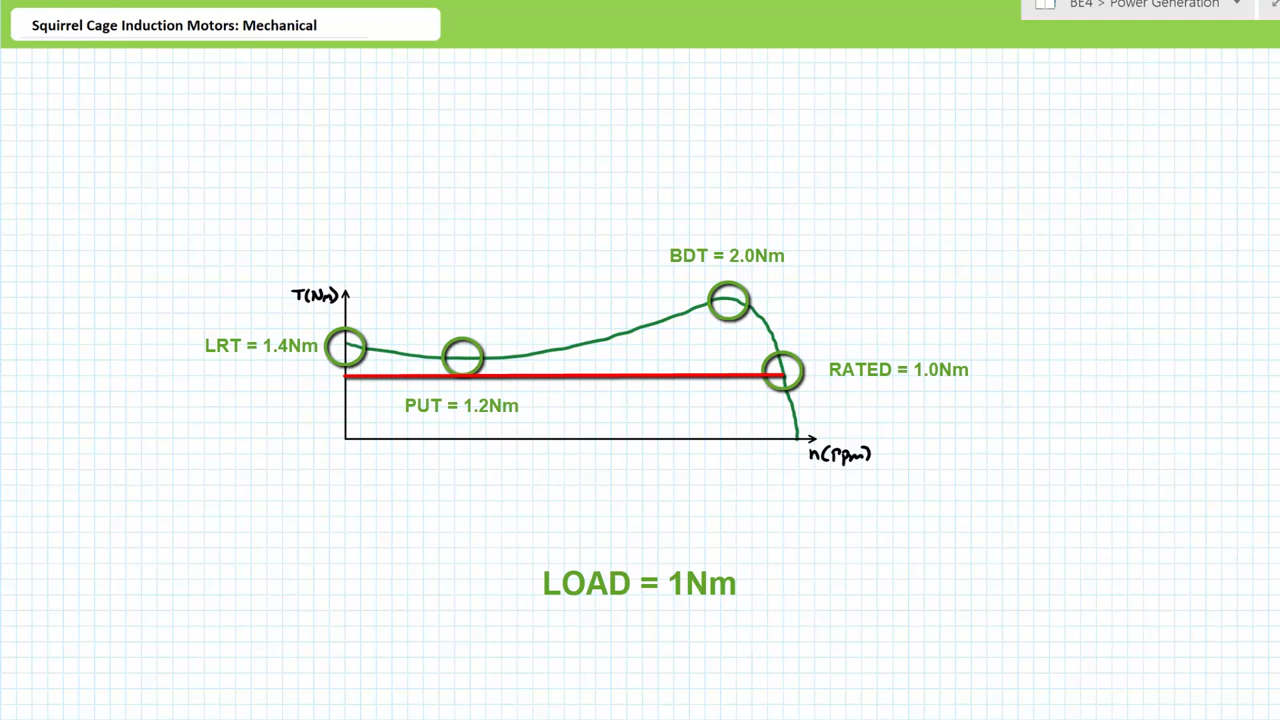 BE4 > Power Generation
Squirrel Cage Induction Motors: Mechanical
BDT = 2.0Nm
T(Nm)
LRT = 1.4Nm
RATED = 1.0Nm
PUT = 1.2Nm
n(rpm)
LOAD = 1Nm